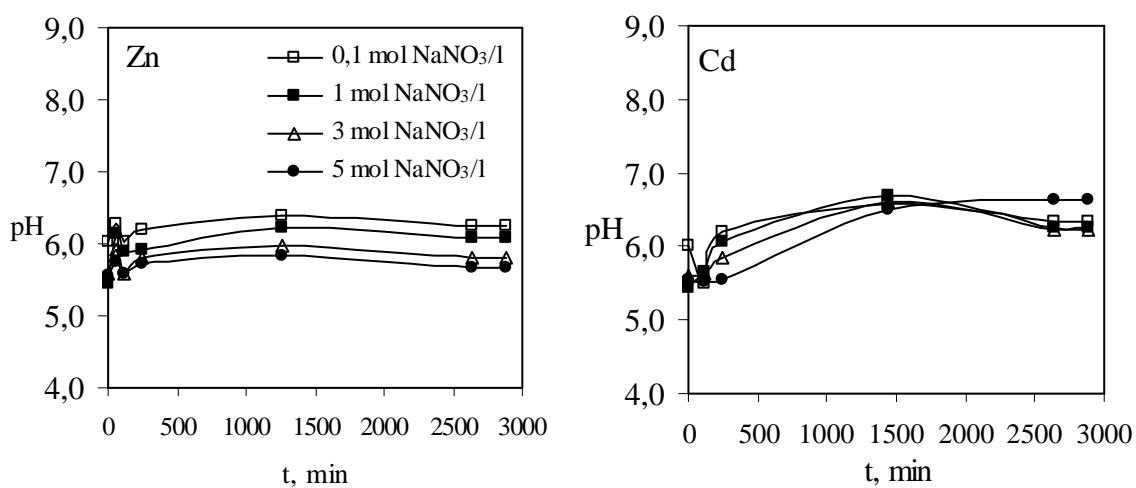 9,0
8,0
7,0
6,0
5,0
4,0
pH
Zn
0,1 mol NaNO₃/l
1 mol NaNO₃/l
3 mol NaNO₃/l
5 mol NaNO₃/l
0 500 1000 1500 2000 2500 3000
t, min
9,0
8,0
7,0
6,0
5,0
4,0
pH
Cd
0 500 1000 1500 2000 2500 3000
t, min